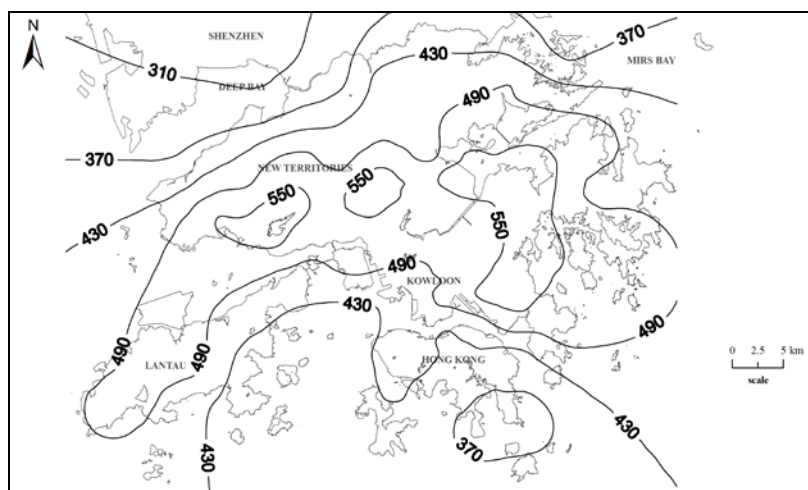 N
SHENZHEN
370
MIRS BAY
430
310
DEEP BAY
490
370
NEW TERRITORIES
550
550
550
430
490
KOWLOON
430
490
490
490
LANTAU
HONG KONG
0 2.5 5 km
scale
370
430
430